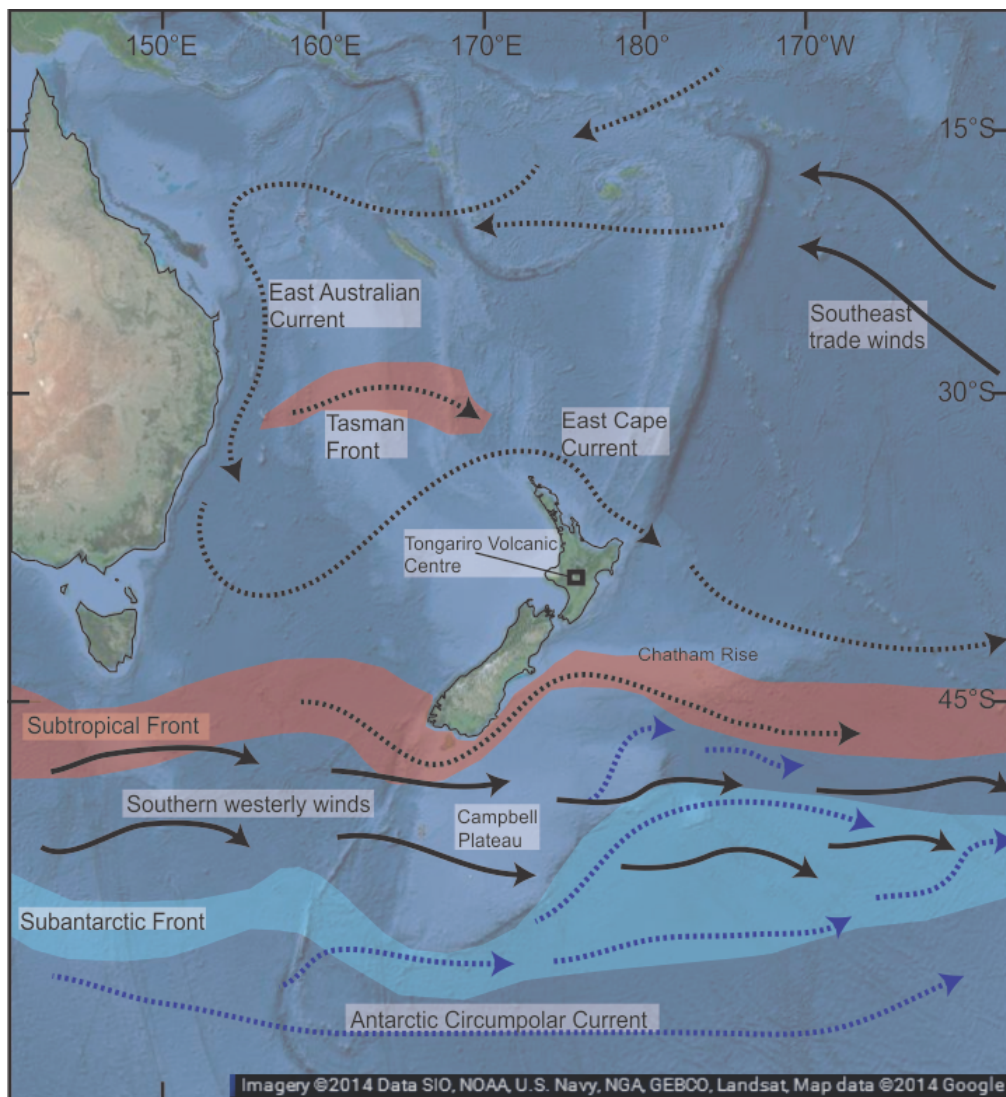 150°E
160°E
170°E
180°
170°W
15°S
East Australian
Current
Southeast
trade winds
30°S
Tasman
Front
East Cape
Current
Tongariro Volcanic
Centre
Chatham Rise
45°S
Subtropical Front
Southern westerly winds
Campbell
Plateau
Subantarctic Front
Antarctic Circumpolar Current
Imagery ©2014 Data SIO, NOAA, U.S. Navy, NGA, GEBCO, Landsat, Map data ©2014 Google